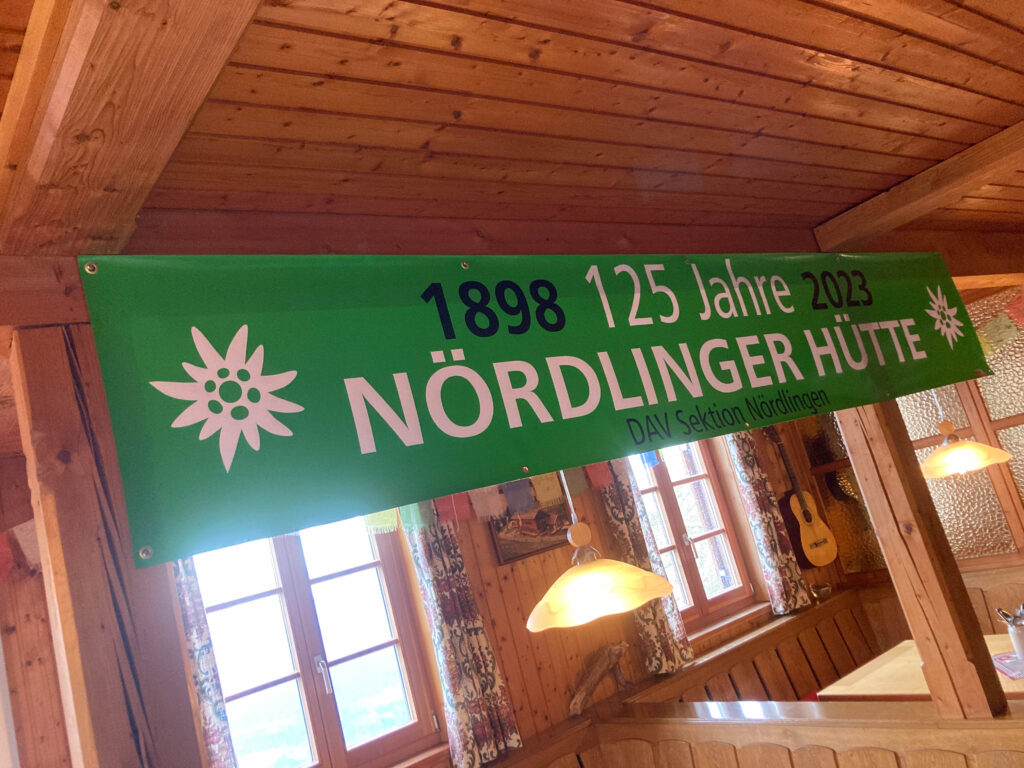 1898 125 Jahre 2023
NÖRDLINGER HÜTTE
DAV Sektion Nördlingen